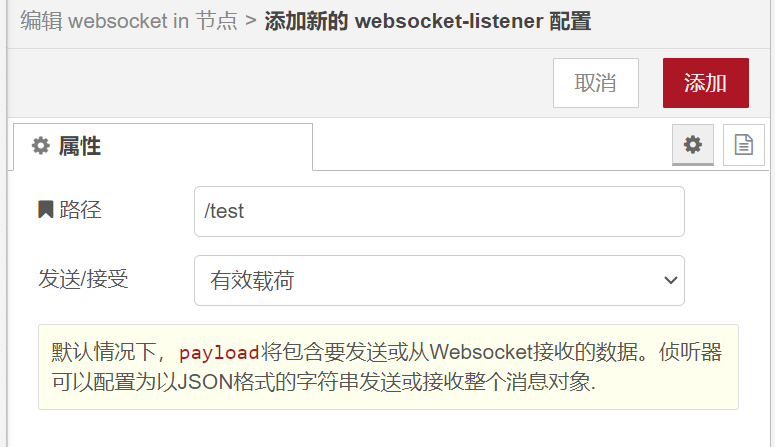 编辑 websocket in 节点 > 添加新的 websocket-listener 配置
取消 添加
属性
路径 /test
发送/接受 有效载荷
默认情况下，payload将包含要发送或从Websocket接收的数据。侦听器
可以配置为以JSON格式的字符串发送或接收整个消息对象.